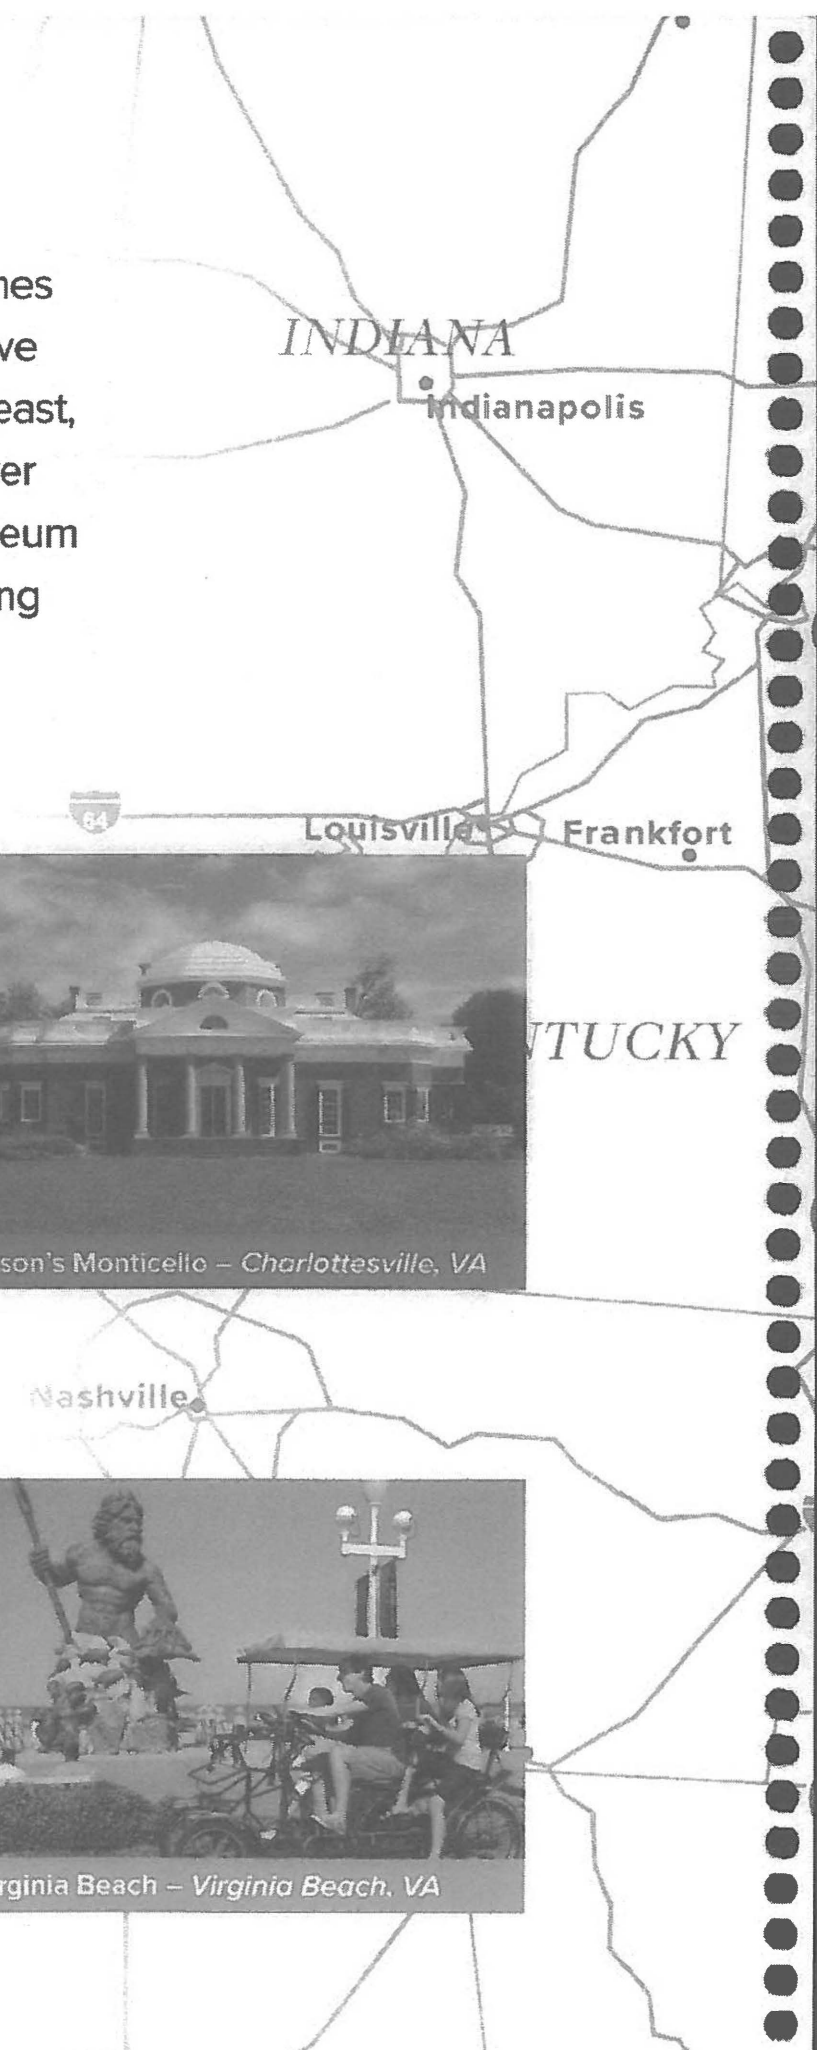 nes
ve
east,
er
eum
ng
INDIANA
Indianapolis
64
Louisville
Frankfort
NTUCKY
son's Monticello – Charlottesville, VA
Nashville
rginia Beach – Virginia Beach, VA